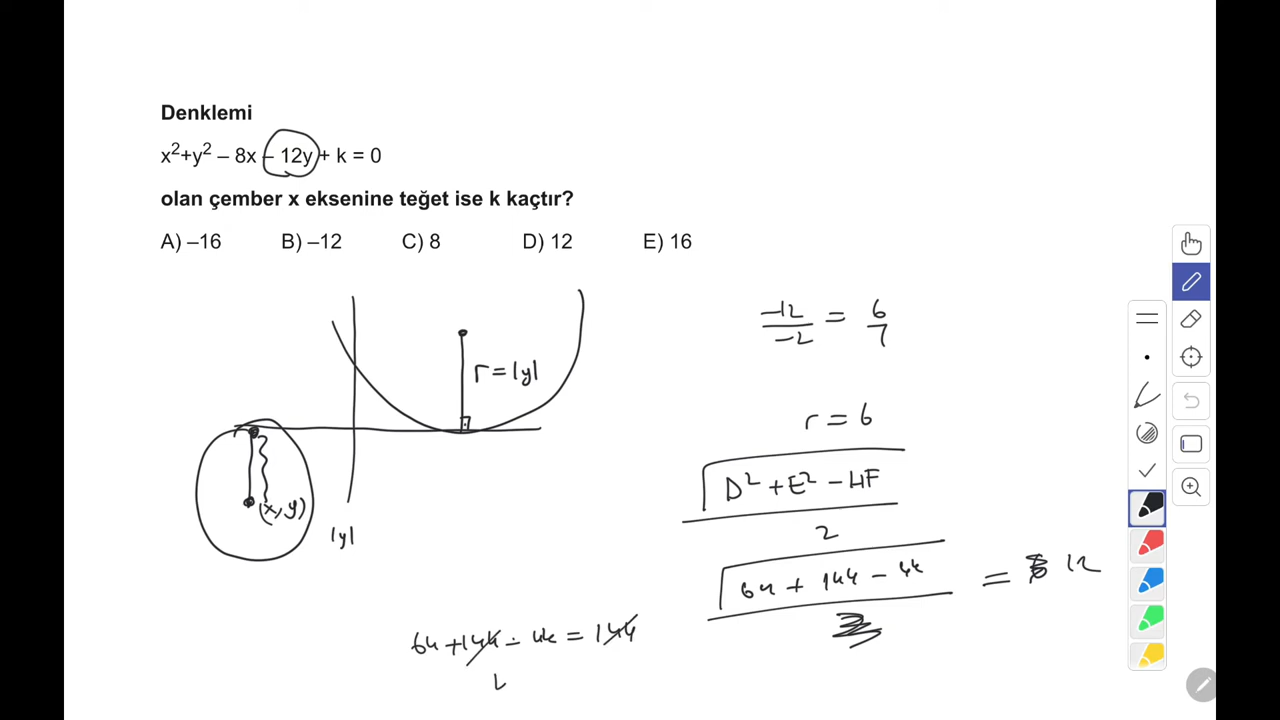 Denklemi
x²+y² – 8x – 12y + k = 0
olan çember x eksenine teğet ise k kaçtır?
A) –16 B) –12 C) 8 D) 12 E) 16
-12/-2 = 6/7
r = |y|
r = 6
√D² + E² - 4F
2
(x, y)
|y|
√64 + 144 - 4k = 12
64 + 144 - 4k = 144